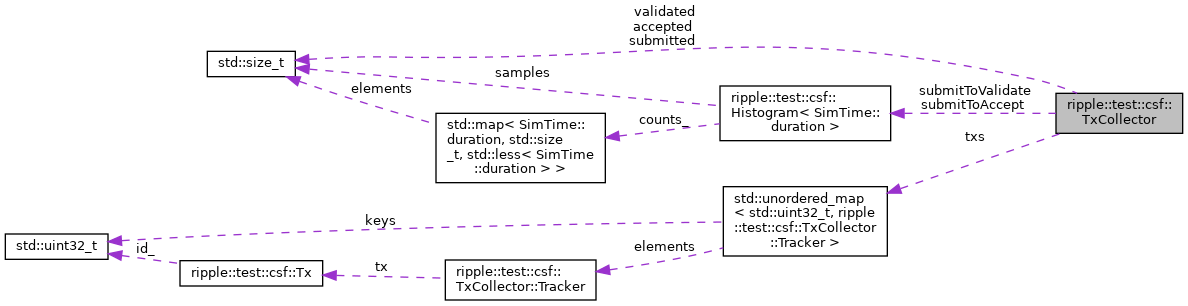 validated
accepted
submitted
std::size_t
samples
elements
submitToValidate
submitToAccept
ripple::test::csf::
Histogram< SimTime::
duration >
ripple::test::csf::
TxCollector
counts_
std::map< SimTime::
duration, std::size
_t, std::less< SimTime
::duration > >
txs
std::unordered_map
< std::uint32_t, ripple
::test::csf::TxCollector
::Tracker >
keys
std::uint32_t
id_
elements
ripple::test::csf::Tx
tx
ripple::test::csf::
TxCollector::Tracker